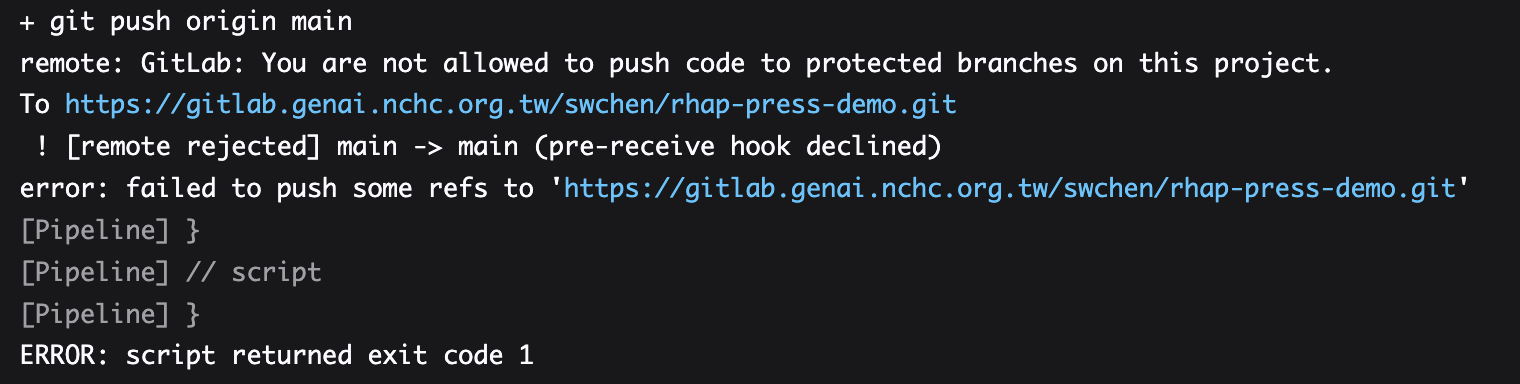 + git push origin main
remote: GitLab: You are not allowed to push code to protected branches on this project.
To https://gitlab.genai.nchc.org.tw/swchen/rhap-press-demo.git
 ! [remote rejected] main -> main (pre-receive hook declined)
error: failed to push some refs to 'https://gitlab.genai.nchc.org.tw/swchen/rhap-press-demo.git'
[Pipeline] }
[Pipeline] // script
[Pipeline] }
ERROR: script returned exit code 1